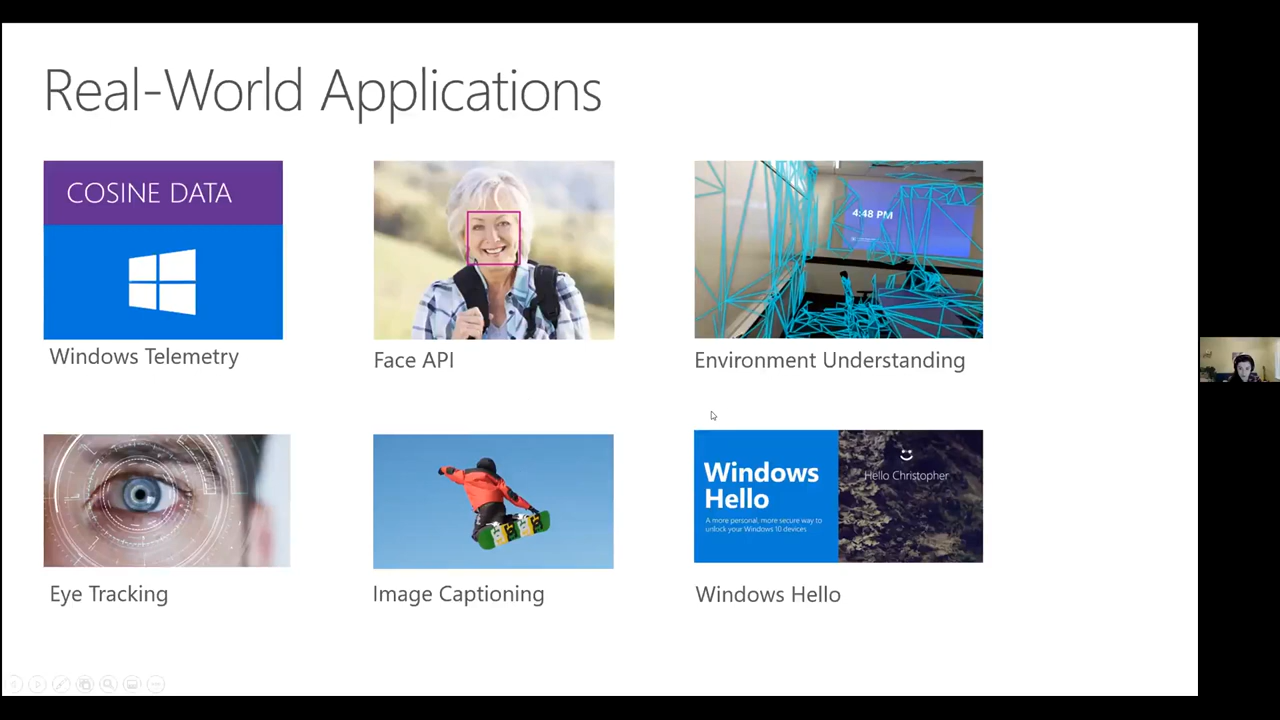 Real-World Applications
COSINE DATA
Windows Telemetry
Face API
4:48 PM
Environment Understanding
Eye Tracking
Image Captioning
Windows
Hello
A more personal, more secure way to
unlock your Windows 10 devices
Hello Christopher
Windows Hello